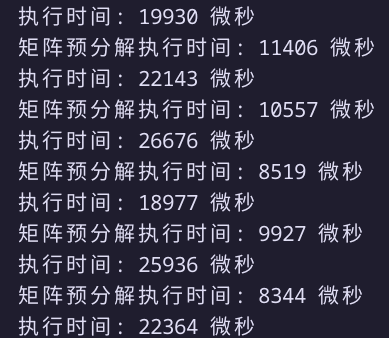 执行时间：19930 微秒
矩阵预分解执行时间：11406 微秒
执行时间：22143 微秒
矩阵预分解执行时间：10557 微秒
执行时间：26676 微秒
矩阵预分解执行时间：8519 微秒
执行时间：18977 微秒
矩阵预分解执行时间：9927 微秒
执行时间：25936 微秒
矩阵预分解执行时间：8344 微秒
执行时间：22364 微秒